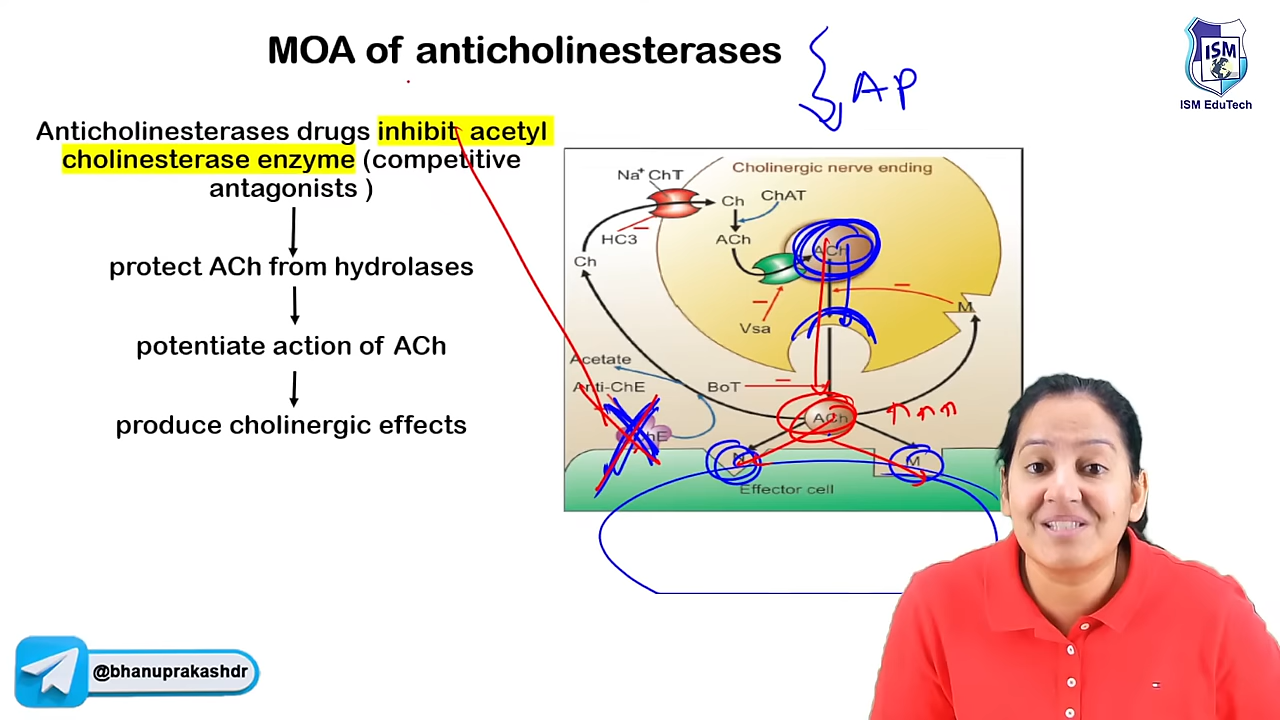 MOA of anticholinesterases
AP
ISM
ISM EduTech
Anticholinesterases drugs inhibit acetyl
cholinesterase enzyme (competitive
antagonists )
protect ACh from hydrolases
potentiate action of ACh
produce cholinergic effects
Cholinergic nerve ending
Na+ ChT
Ch
ChAT
HC3
ACh
ACh
Ch
Vsa
M
Acetate
Anti-ChE
BoT
ACh
hE
N
M
Effector cell
@bhanuprakashdr